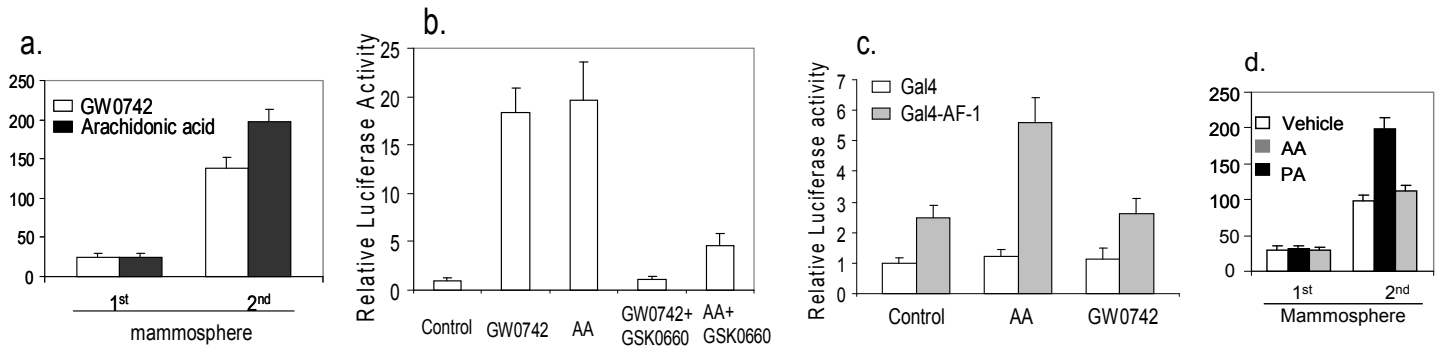 a.
250
200
150
100
50
0
GW0742
Arachidonic acid
1st 2nd
mammosphere
b.
Relative Luciferase Activity
25
20
15
10
5
0
Control GW0742 AA GW0742+ GSK0660 AA+ GSK0660
c.
Relative Luciferase activity
7
6
5
4
3
2
1
0
Gal4
Gal4-AF-1
Control AA GW0742
d.
250
200
150
100
50
0
Vehicle
AA
PA
1st 2nd
Mammosphere